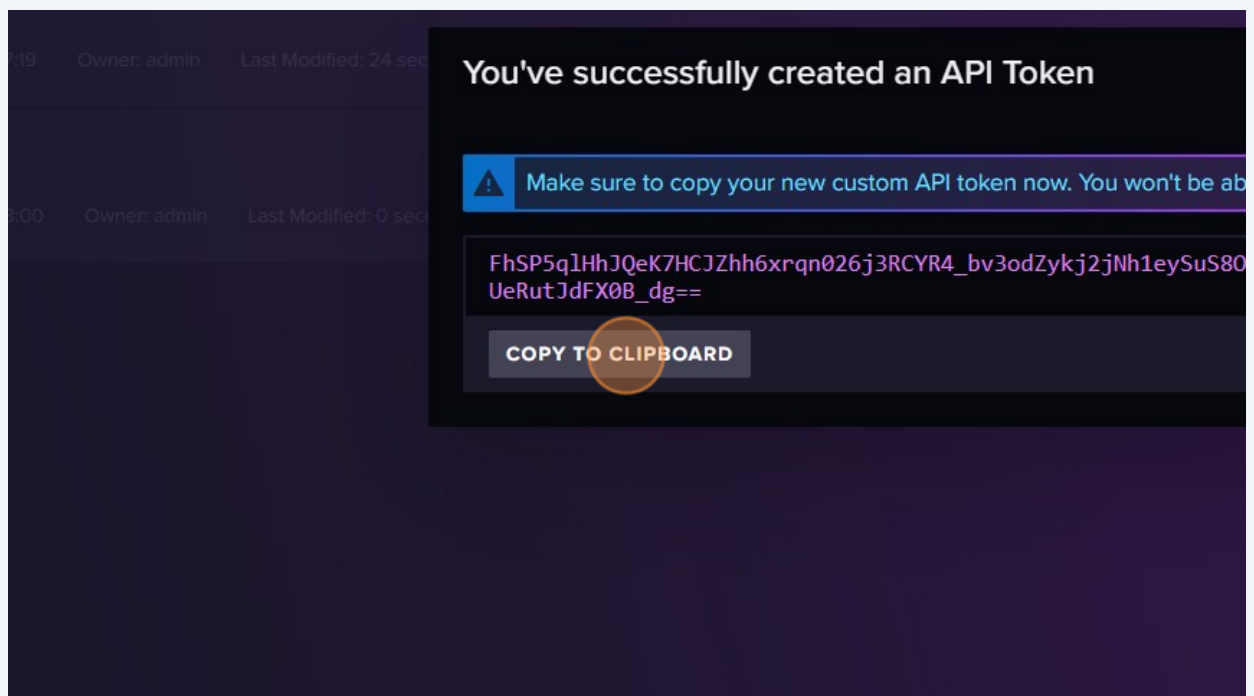 7:19 Owner: admin Last Modified: 24 sec
You've successfully created an API Token
Make sure to copy your new custom API token now. You won't be ab
3:00 Owner: admin Last Modified: 0 seco
FhSP5qlHhJQeK7HCJZhh6xrqn026j3RCYR4_bv3odZykj2jNh1eySuS8O
UeRutJdFX0B_dg==
COPY TO CLIPBOARD